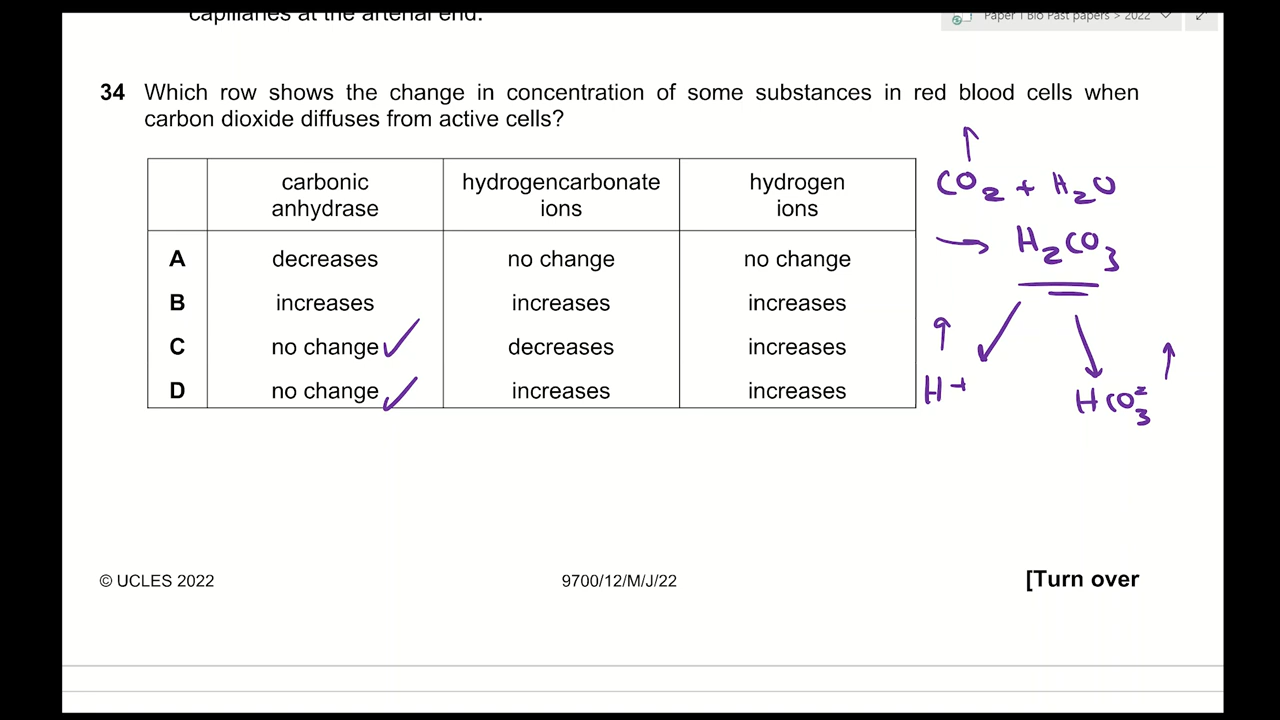 capillaries at the arterial end.
Paper 1 Bio Past papers > 2022
34 Which row shows the change in concentration of some substances in red blood cells when
carbon dioxide diffuses from active cells?
carbonic anhydrase hydrogencarbonate ions hydrogen ions
A decreases no change no change
B increases increases increases
C no change decreases increases
D no change increases increases
CO2 + H2O
→ H2CO3
H+ HCO3
© UCLES 2022 9700/12/M/J/22 [Turn over